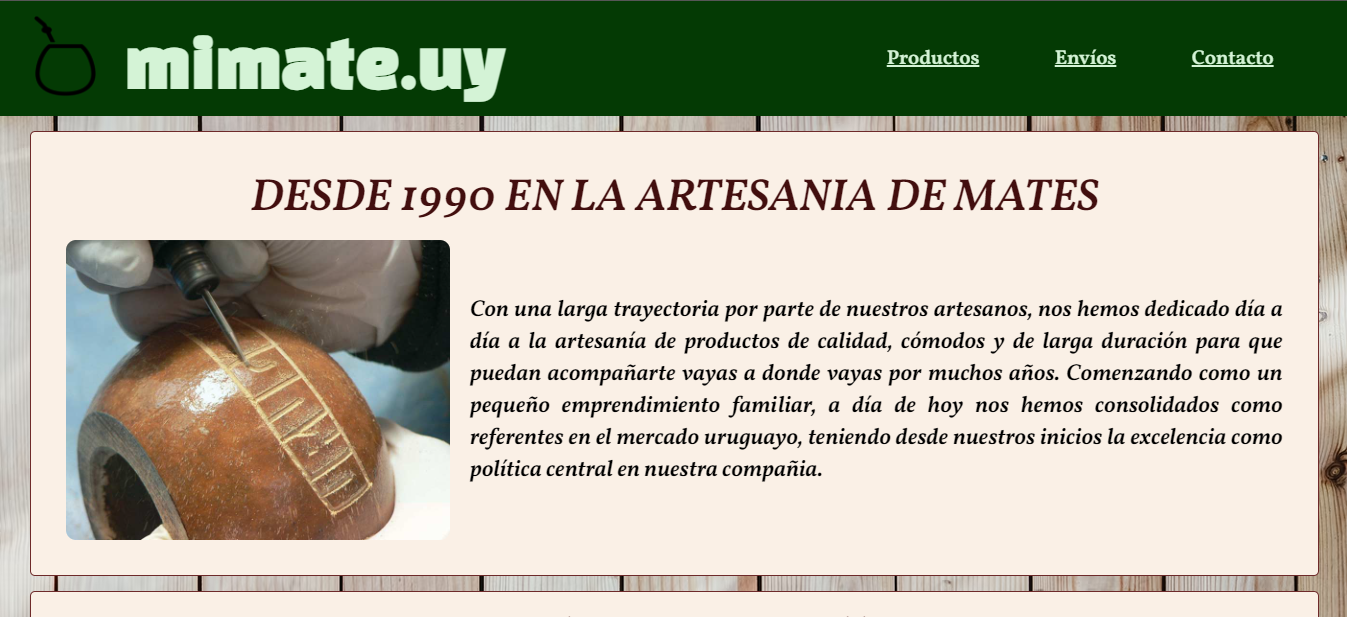 mimate.uy
Productos
Envíos
Contacto
DESDE 1990 EN LA ARTESANIA DE MATES
Con una larga trayectoria por parte de nuestros artesanos, nos hemos dedicado día a
día a la artesanía de productos de calidad, cómodos y de larga duración para que
puedan acompañarte vayas a donde vayas por muchos años. Comenzando como un
pequeño emprendimiento familiar, a día de hoy nos hemos consolidados como
referentes en el mercado uruguayo, teniendo desde nuestros inicios la excelencia como
política central en nuestra compañia.